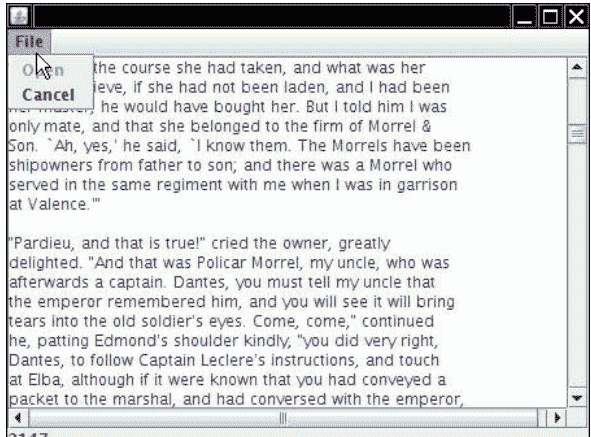 File
Open
Cancel
the course she had taken, and what was her
ieve, if she had not been laden, and I had been
her master, he would have bought her. But I told him I was
only mate, and that she belonged to the firm of Morrel &
Son. `Ah, yes,' he said, `I know them. The Morrels have been
shipowners from father to son; and there was a Morrel who
served in the same regiment with me when I was in garrison
at Valence.'"
"Pardieu, and that is true!" cried the owner, greatly
delighted. "And that was Policar Morrel, my uncle, who was
afterwards a captain. Dantes, you must tell my uncle that
the emperor remembered him, and you will see it will bring
tears into the old soldier's eyes. Come, come," continued
he, patting Edmond's shoulder kindly, "you did very right,
Dantes, to follow Captain Leclere's instructions, and touch
at Elba, although if it were known that you had conveyed a
packet to the marshal, and had conversed with the emperor,